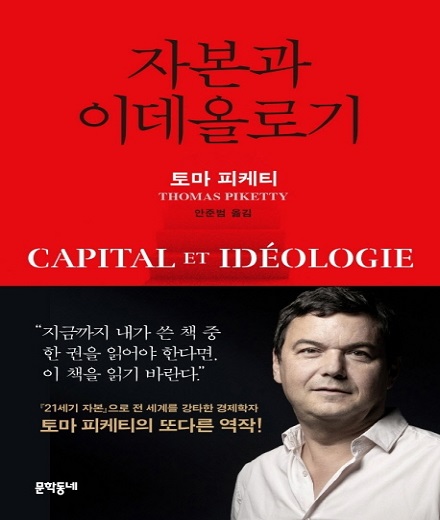 자본과
이데올로기
토마 피케티
THOMAS PIKETTY
안준범 옮김
CAPITAL ET IDÉOLOGIE
“지금까지 내가 쓴 책 중
한 권을 읽어야 한다면,
이 책을 읽기 바란다.”
『21세기 자본』으로 전 세계를 강타한 경제학자
토마 피케티의 또다른 역작!
문학동네